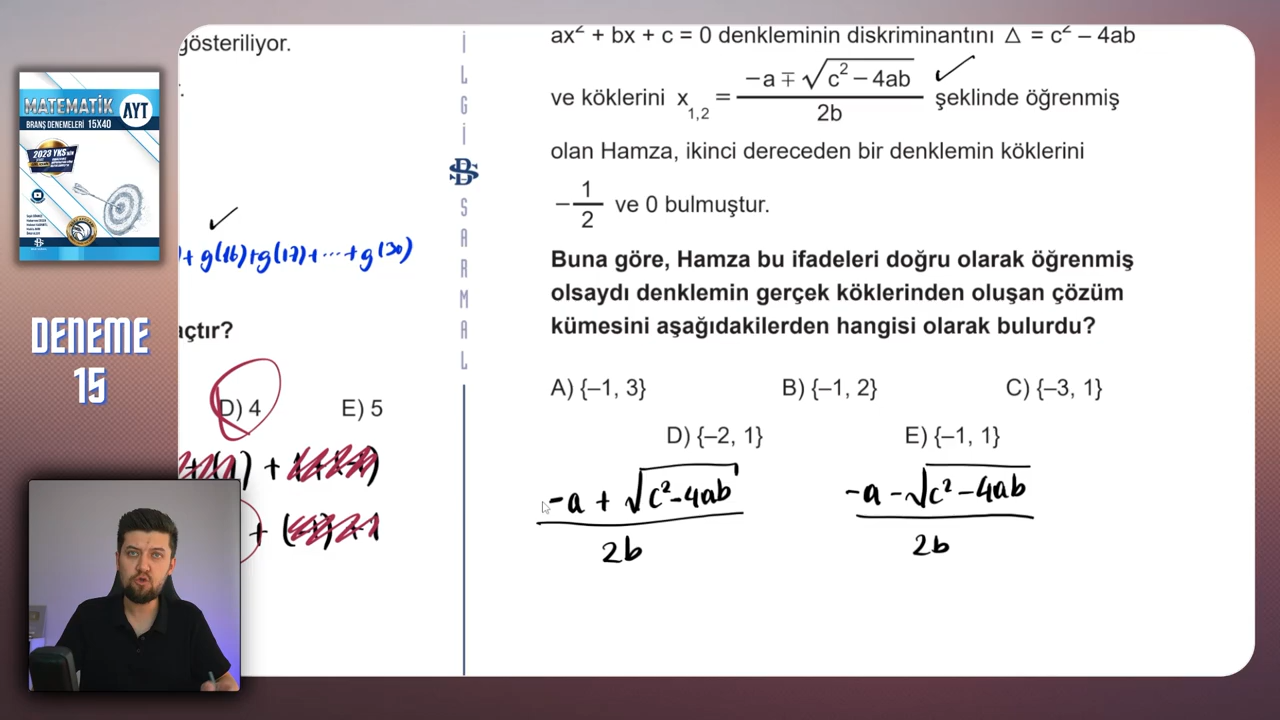 gösteriliyor.
MATEMATİK AYT
BRANŞ DENEMELERİ 15X40
DENEME
15
+ g(16)+g(17)+···+g(30)
açtır?
D) 4 E) 5
İLGİ SARMAL
ax² + bx + c = 0 denkleminin diskriminantını △ = c² – 4ab
ve köklerini x₁,₂ = (–a ∓ √(c² – 4ab)) / 2b şeklinde öğrenmiş
olan Hamza, ikinci dereceden bir denklemin köklerini
– 1/2 ve 0 bulmuştur.
Buna göre, Hamza bu ifadeleri doğru olarak öğrenmiş
olsaydı denklemin gerçek köklerinden oluşan çözüm
kümesini aşağıdakilerden hangisi olarak bulurdu?
A) {–1, 3} B) {–1, 2} C) {–3, 1}
D) {–2, 1} E) {–1, 1}
(-a + √(c²-4ab)) / 2b (-a - √(c²-4ab)) / 2b